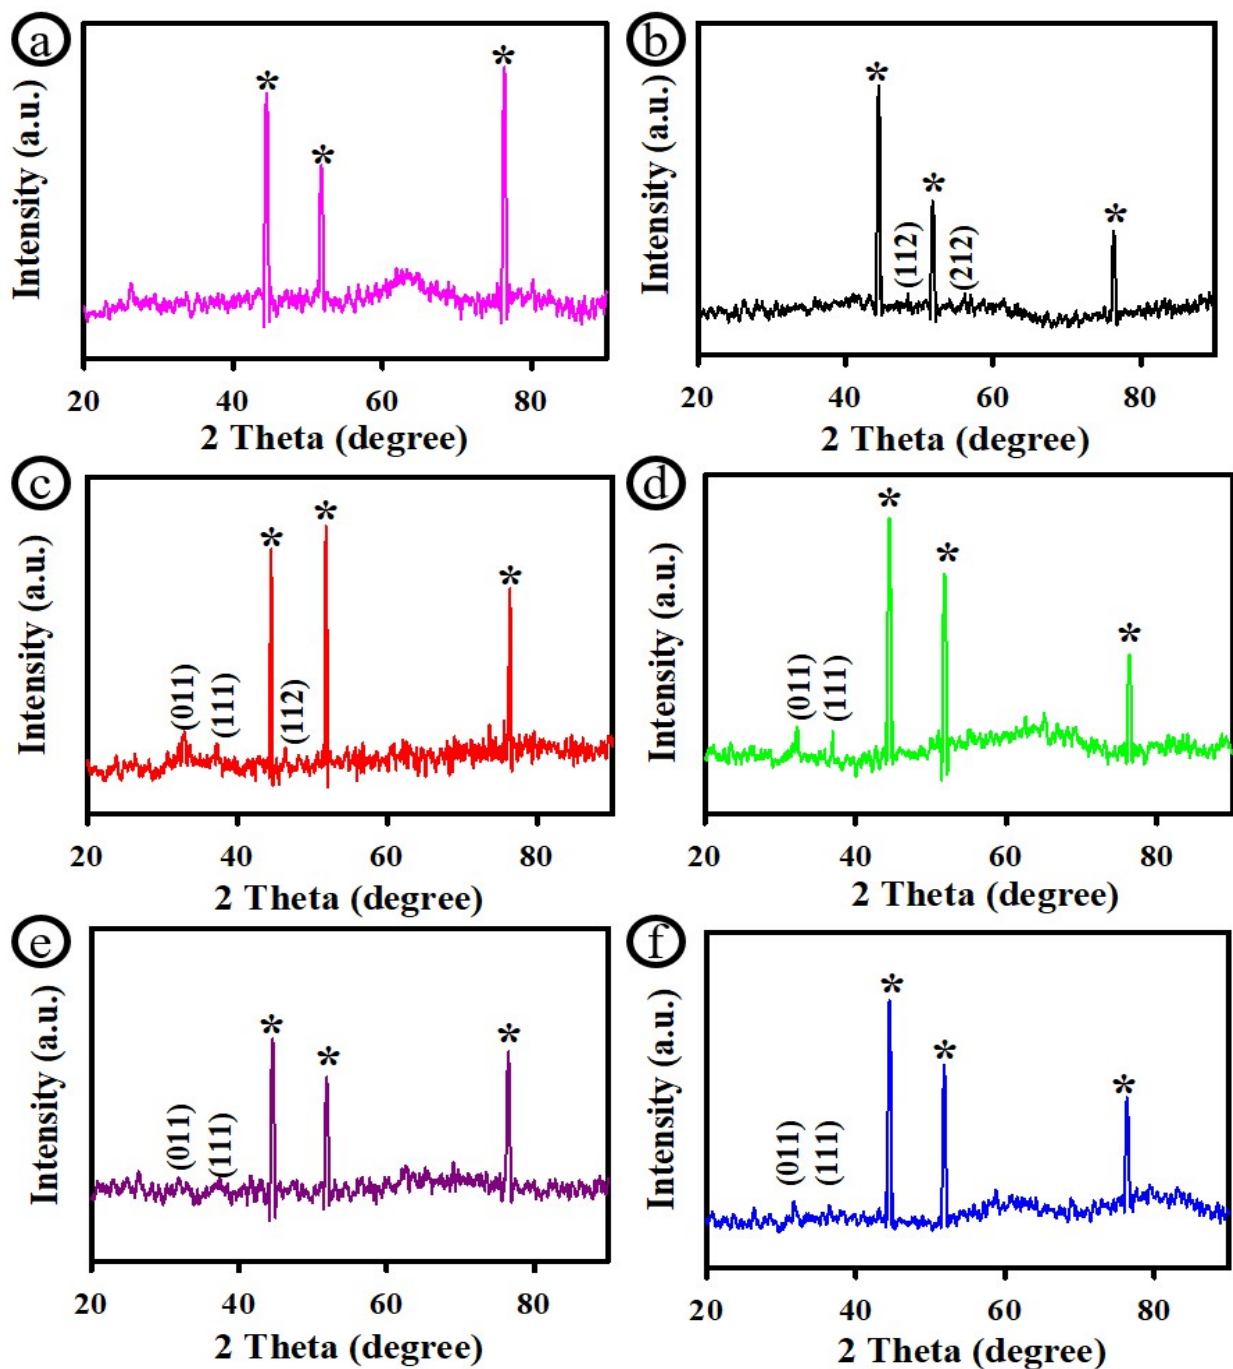 a
Intensity (a.u.)
* * *
20 40 60 80
2 Theta (degree)
b
Intensity (a.u.)
* (112) * (212) *
20 40 60 80
2 Theta (degree)
c
Intensity (a.u.)
(011) (111) * (112) * *
20 40 60 80
2 Theta (degree)
d
Intensity (a.u.)
(011) (111) * * *
20 40 60 80
2 Theta (degree)
e
Intensity (a.u.)
(011) (111) * * *
20 40 60 80
2 Theta (degree)
f
Intensity (a.u.)
(011) (111) * * *
20 40 60 80
2 Theta (degree)